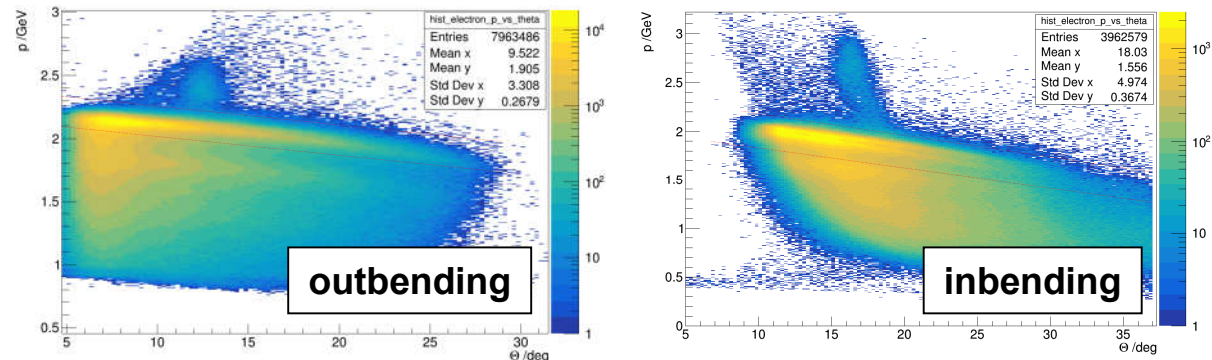 p /GeV
3
2.5
2
1.5
1
0.5
5
10
15
20
25
30
Θ /deg
hist_electron_p_vs_theta
Entries 7963486
Mean x 9.522
Mean y 1.905
Std Dev x 3.308
Std Dev y 0.2679
10⁴
10³
10²
10
1
outbending
p /GeV
3
2.5
2
1.5
1
0.5
0
5
10
15
20
25
30
35
Θ /deg
hist_electron_p_vs_theta
Entries 3962579
Mean x 18.03
Mean y 1.556
Std Dev x 4.974
Std Dev y 0.3674
10³
10²
10
1
inbending